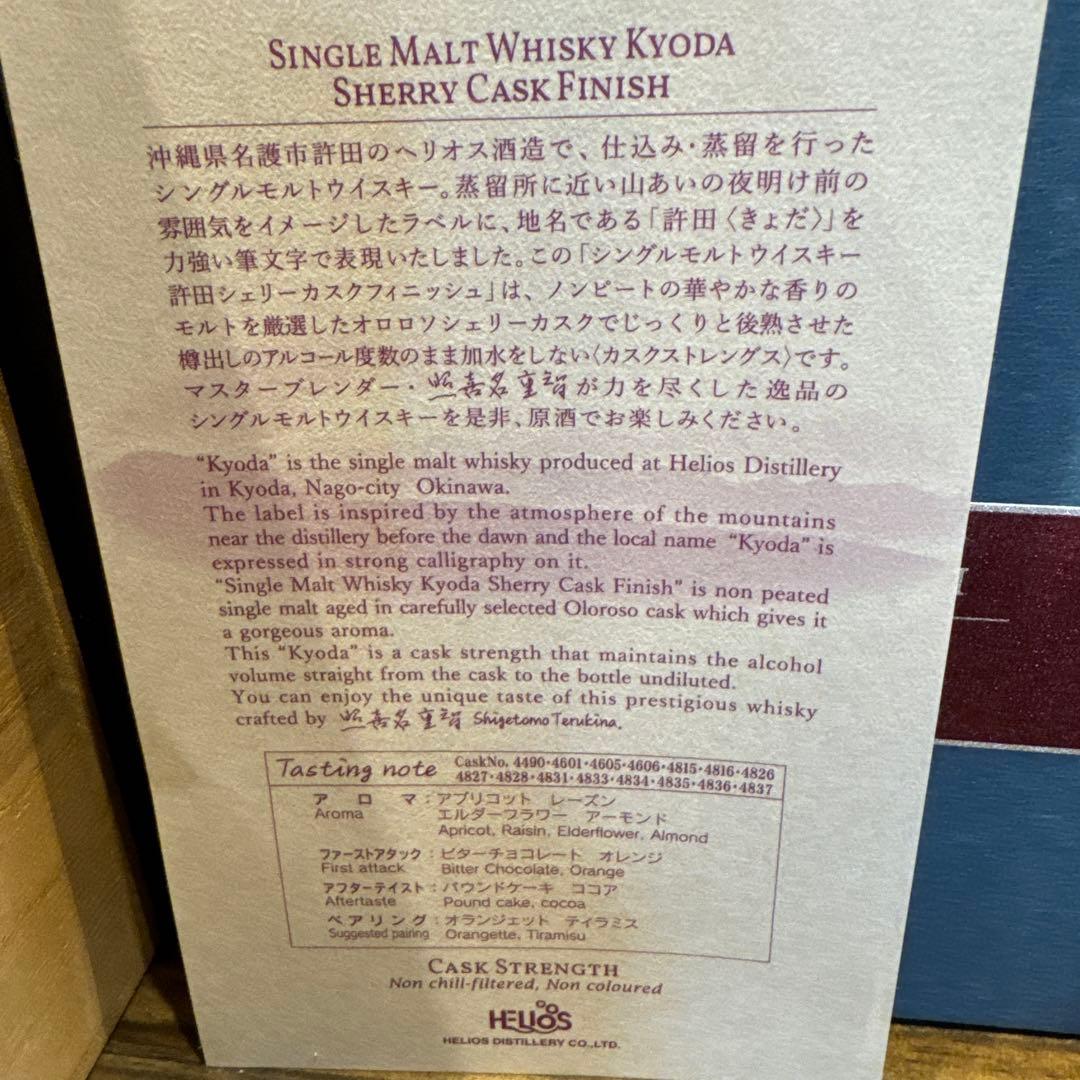 SINGLE MALT WHISKY KYODA
SHERRY CASK FINISH
沖縄県名護市許田のヘリオス酒造で、仕込み・蒸留を行った
シングルモルトウイスキー。蒸留所に近い山あいの夜明け前の
雰囲気をイメージしたラベルに、地名である「許田〈きょだ〉」を
力強い筆文字で表現いたしました。この「シングルモルトウイスキー
許田シェリーカスクフィニッシュ」は、ノンピートの華やかな香りの
モルトを厳選したオロロソシェリーカスクでじっくりと後熟させた
樽出しのアルコール度数のまま加水をしない〈カスクストレングス〉です。
マスターブレンダー・照喜名重智が力を尽くした逸品の
シングルモルトウイスキーを是非、原酒でお楽しみください。
"Kyoda" is the single malt whisky produced at Helios Distillery
in Kyoda, Nago-city Okinawa.
The label is inspired by the atmosphere of the mountains
near the distillery before the dawn and the local name "Kyoda" is
expressed in strong calligraphy on it.
"Single Malt Whisky Kyoda Sherry Cask Finish" is non peated
single malt aged in carefully selected Oloroso cask which gives it
a gorgeous aroma.
This "Kyoda" is a cask strength that maintains the alcohol
volume straight from the cask to the bottle undiluted.
You can enjoy the unique taste of this prestigious whisky
crafted by 照喜名重智 Shigetomo Terukina.
Tasting note CaskNo. 4490・4601・4605・4606・4815・4816・4826
4827・4828・4831・4833・4834・4835・4836・4837
アロマ：アプリコット レーズン
エルダーフラワー アーモンド
Aroma Apricot, Raisin, Elderflower, Almond
ファーストアタック：ビターチョコレート オレンジ
First attack Bitter Chocolate, Orange
アフターテイスト：パウンドケーキ ココア
Aftertaste Pound cake, cocoa
ペアリング：オランジェット ティラミス
Suggested pairing Orangette, Tiramisu
CASK STRENGTH
Non chill-filtered, Non coloured
HELIOS
HELIOS DISTILLERY CO.,LTD.